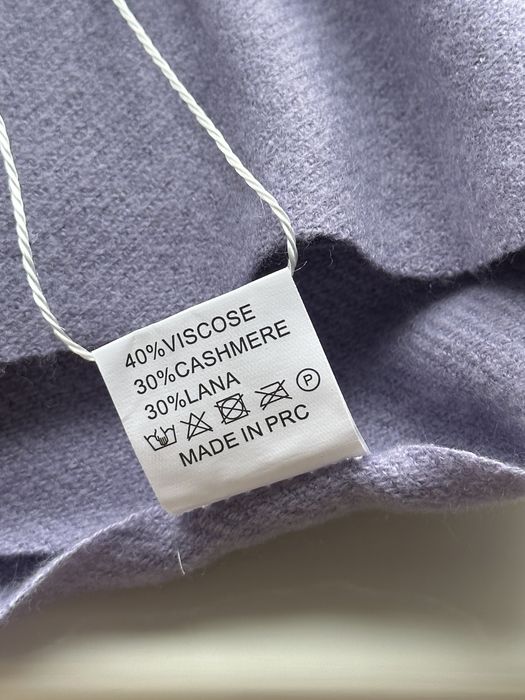 40%VISCOSE
30%CASHMERE
30%LANA
P
MADE IN PRC